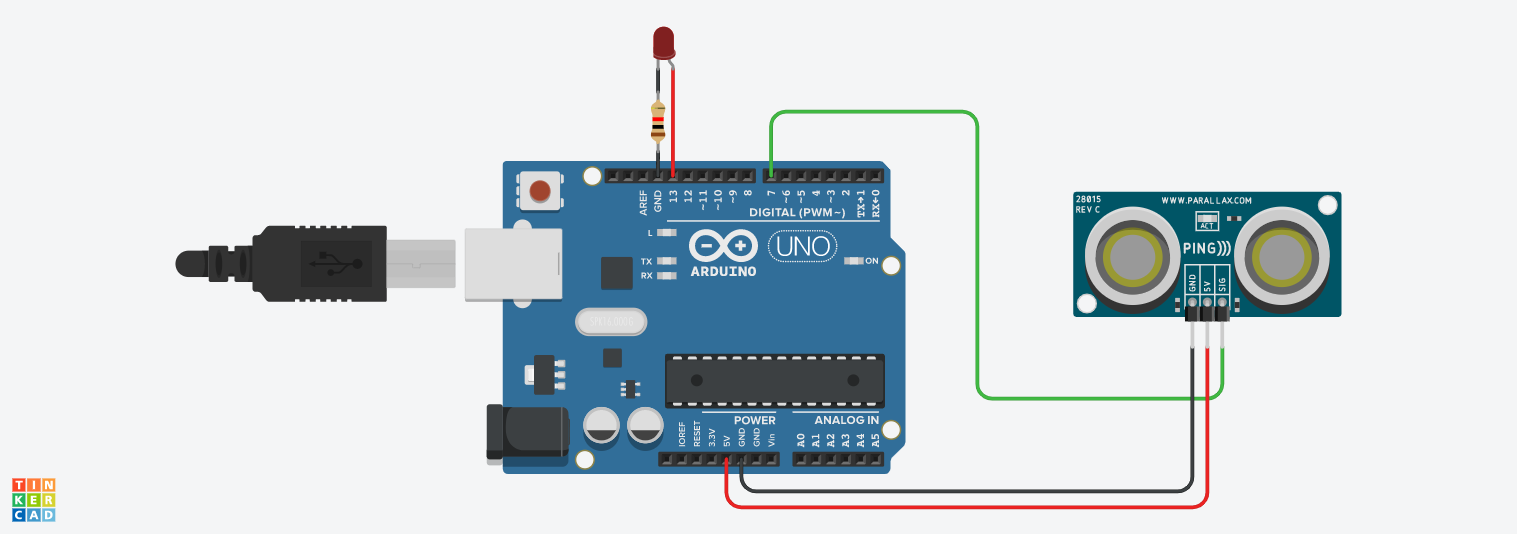 AREF
GND
13
12
~11
~10
~9
8
7
~6
~5
4
~3
2
TX→1
RX←0
DIGITAL (PWM~)
L
TX
RX
UNO
ARDUINO
ON
POWER
ANALOG IN
IOREF
RESET
3.3V
5V
GND
GND
Vin
A0
A1
A2
A3
A4
A5
28015
REV C
WWW.PARALLAX.COM
ACT
PING)))
GND
5V
SIG
TIN
KER
CAD